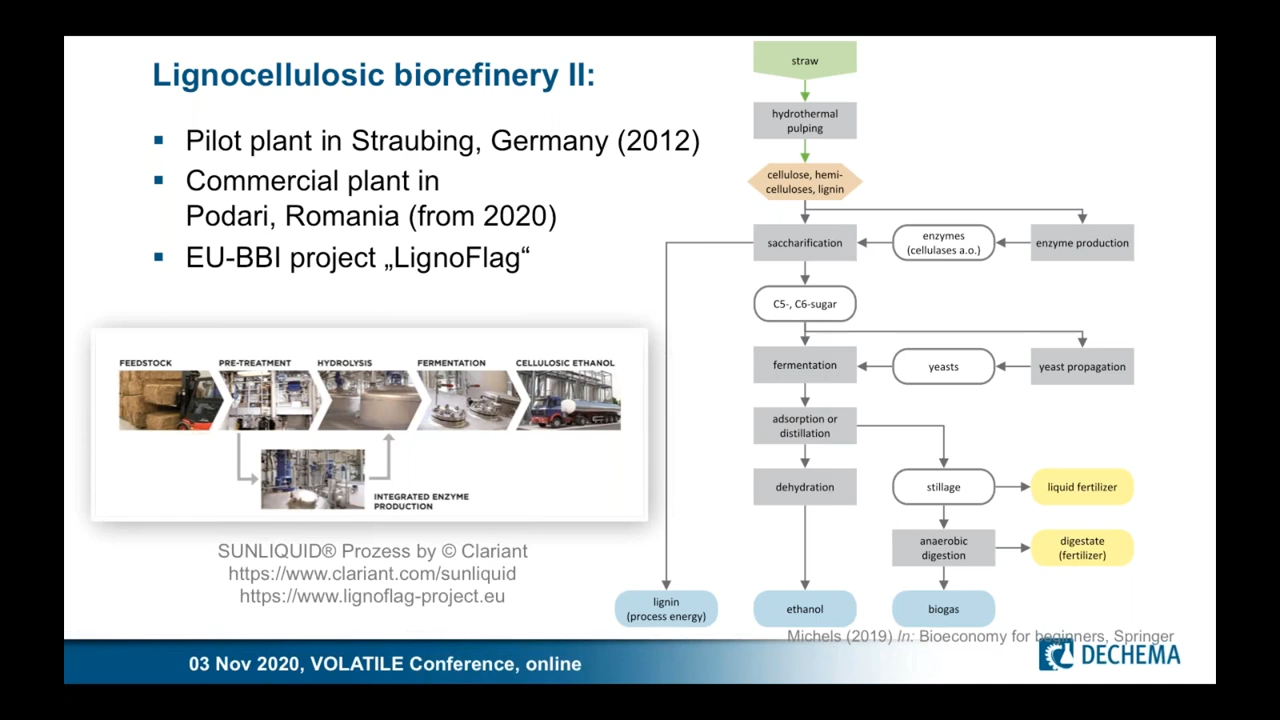 Lignocellulosic biorefinery II:
▪ Pilot plant in Straubing, Germany (2012)
▪ Commercial plant in
Podari, Romania (from 2020)
▪ EU-BBI project „LignoFlag“
FEEDSTOCK
PRE-TREATMENT
HYDROLYSIS
FERMENTATION
CELLULOSIC ETHANOL
INTEGRATED ENZYME
PRODUCTION
SUNLIQUID® Prozess by © Clariant
https://www.clariant.com/sunliquid
https://www.lignoflag-project.eu
straw
hydrothermal
pulping
cellulose, hemi-
celluloses, lignin
saccharification
enzymes
(cellulases a.o.)
enzyme production
C5-, C6-sugar
fermentation
yeasts
yeast propagation
adsorption or
distillation
dehydration
stillage
liquid fertilizer
anaerobic
digestion
digestate
(fertilizer)
lignin
(process energy)
ethanol
biogas
Michels (2019) In: Bioeconomy for beginners, Springer
03 Nov 2020, VOLATILE Conference, online
DECHEMA